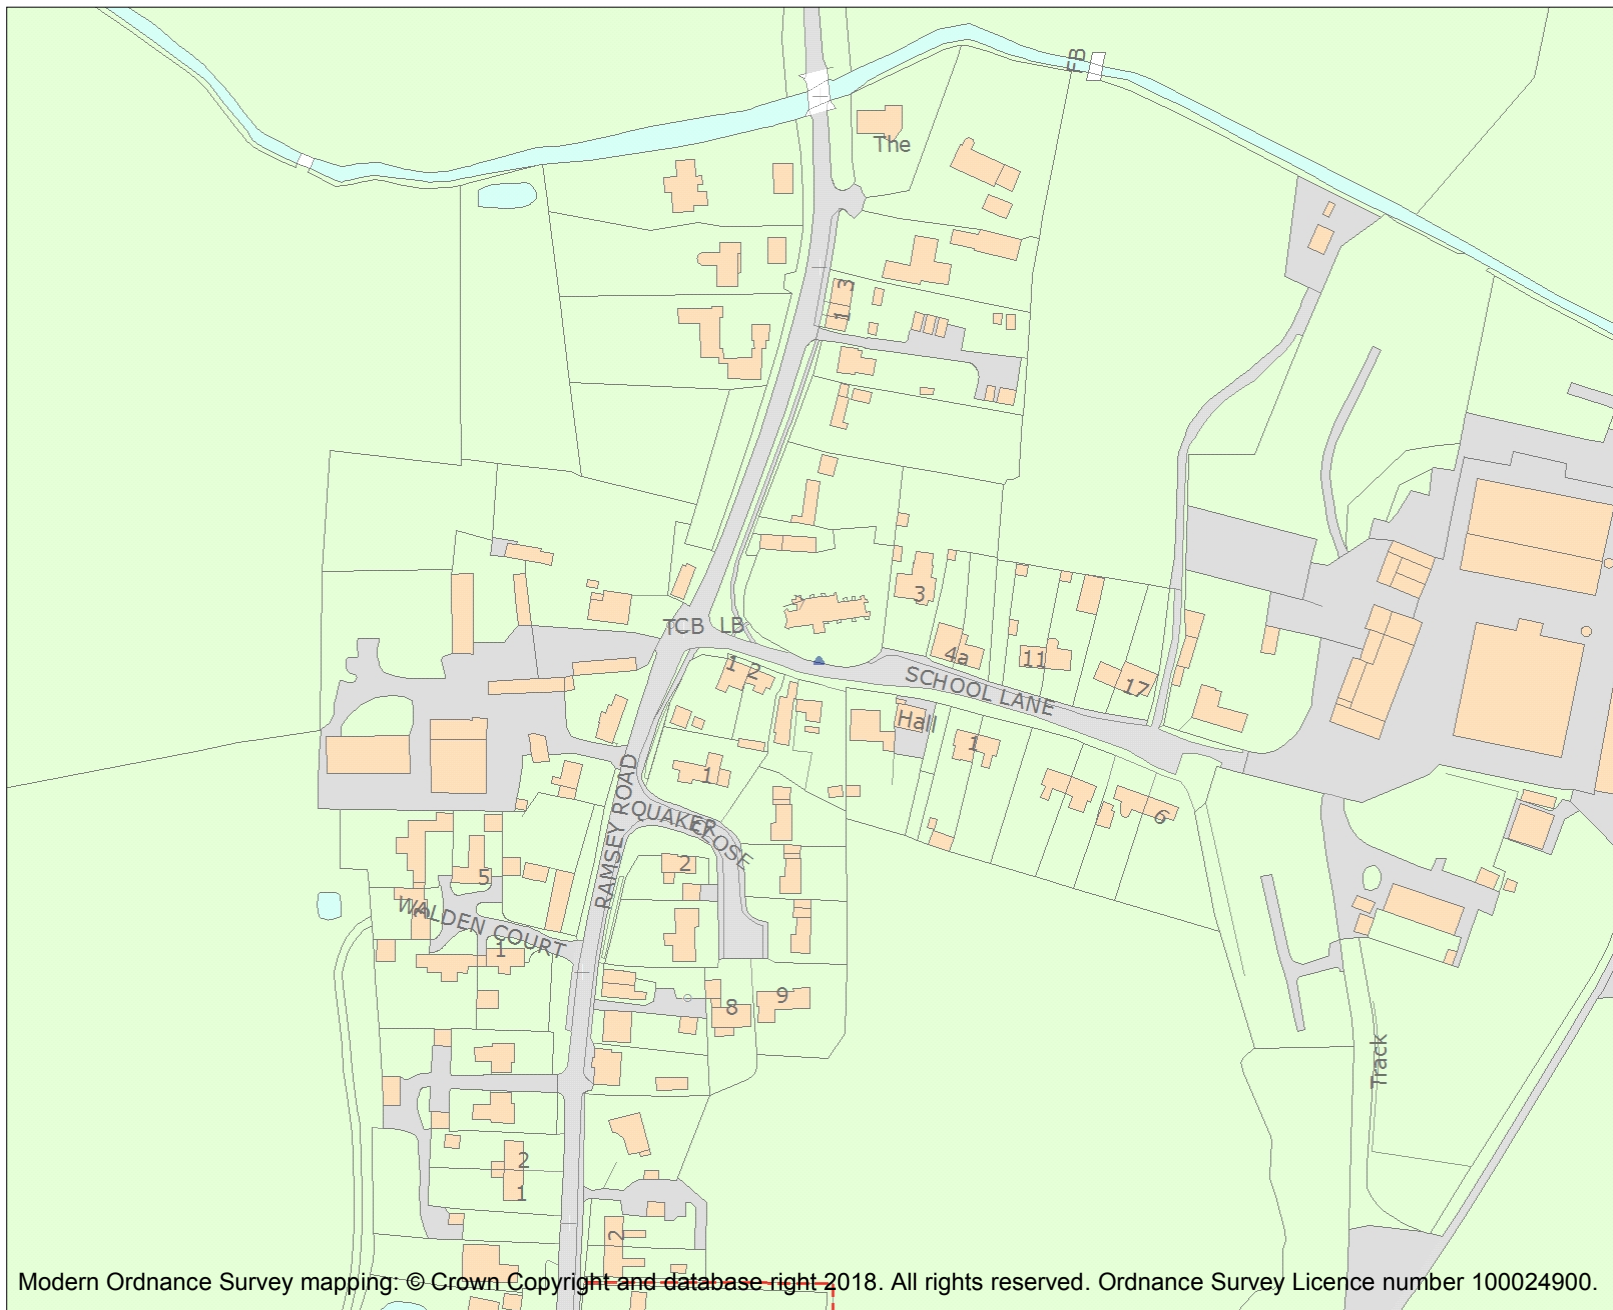 FB
The
3
1
TCB LB
3
1 2
4a
11
17
SCHOOL LANE
Hall
1
1
RAMSEY ROAD
QUAKER
CLOSE
6
2
5
3
WALDEN COURT
1
8
9
Track
2
1
2
Modern Ordnance Survey mapping: © Crown Copyright and database right 2018. All rights reserved. Ordnance Survey Licence number 100024900.